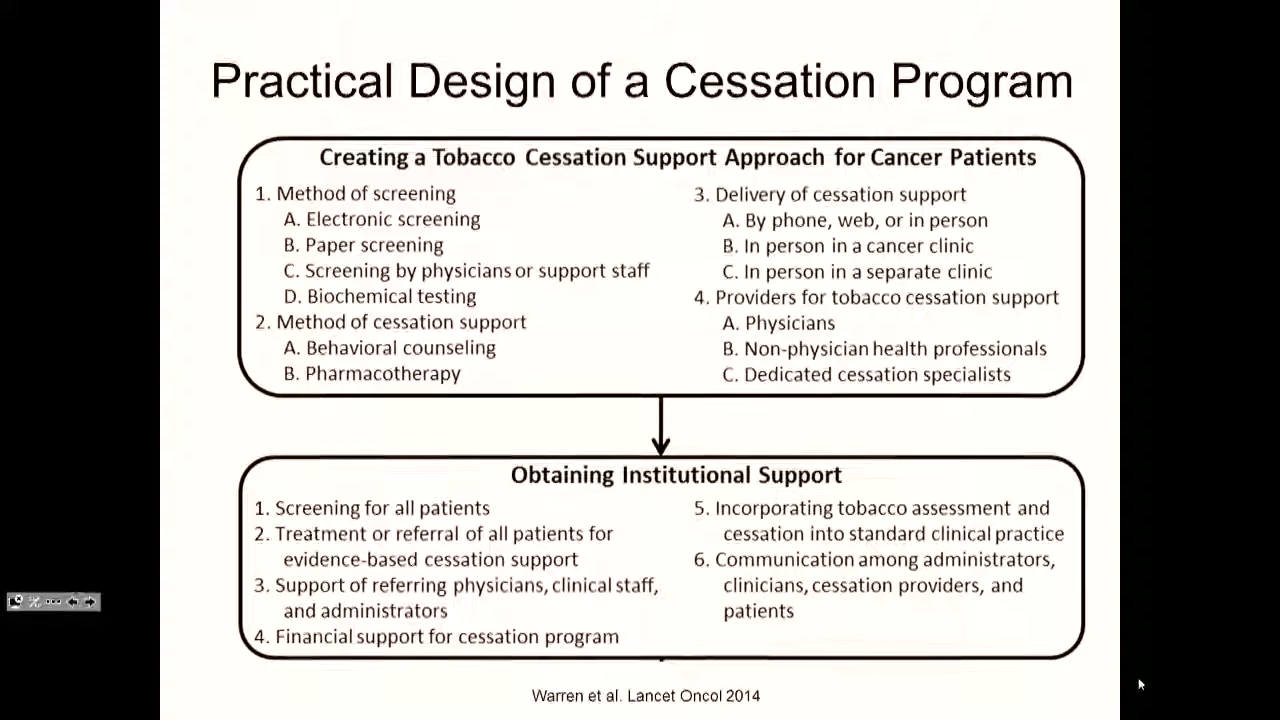 Practical Design of a Cessation Program
Creating a Tobacco Cessation Support Approach for Cancer Patients
1. Method of screening
A. Electronic screening
B. Paper screening
C. Screening by physicians or support staff
D. Biochemical testing
2. Method of cessation support
A. Behavioral counseling
B. Pharmacotherapy
3. Delivery of cessation support
A. By phone, web, or in person
B. In person in a cancer clinic
C. In person in a separate clinic
4. Providers for tobacco cessation support
A. Physicians
B. Non-physician health professionals
C. Dedicated cessation specialists
Obtaining Institutional Support
1. Screening for all patients
2. Treatment or referral of all patients for
evidence-based cessation support
3. Support of referring physicians, clinical staff,
and administrators
4. Financial support for cessation program
5. Incorporating tobacco assessment and
cessation into standard clinical practice
6. Communication among administrators,
clinicians, cessation providers, and
patients
Warren et al. Lancet Oncol 2014